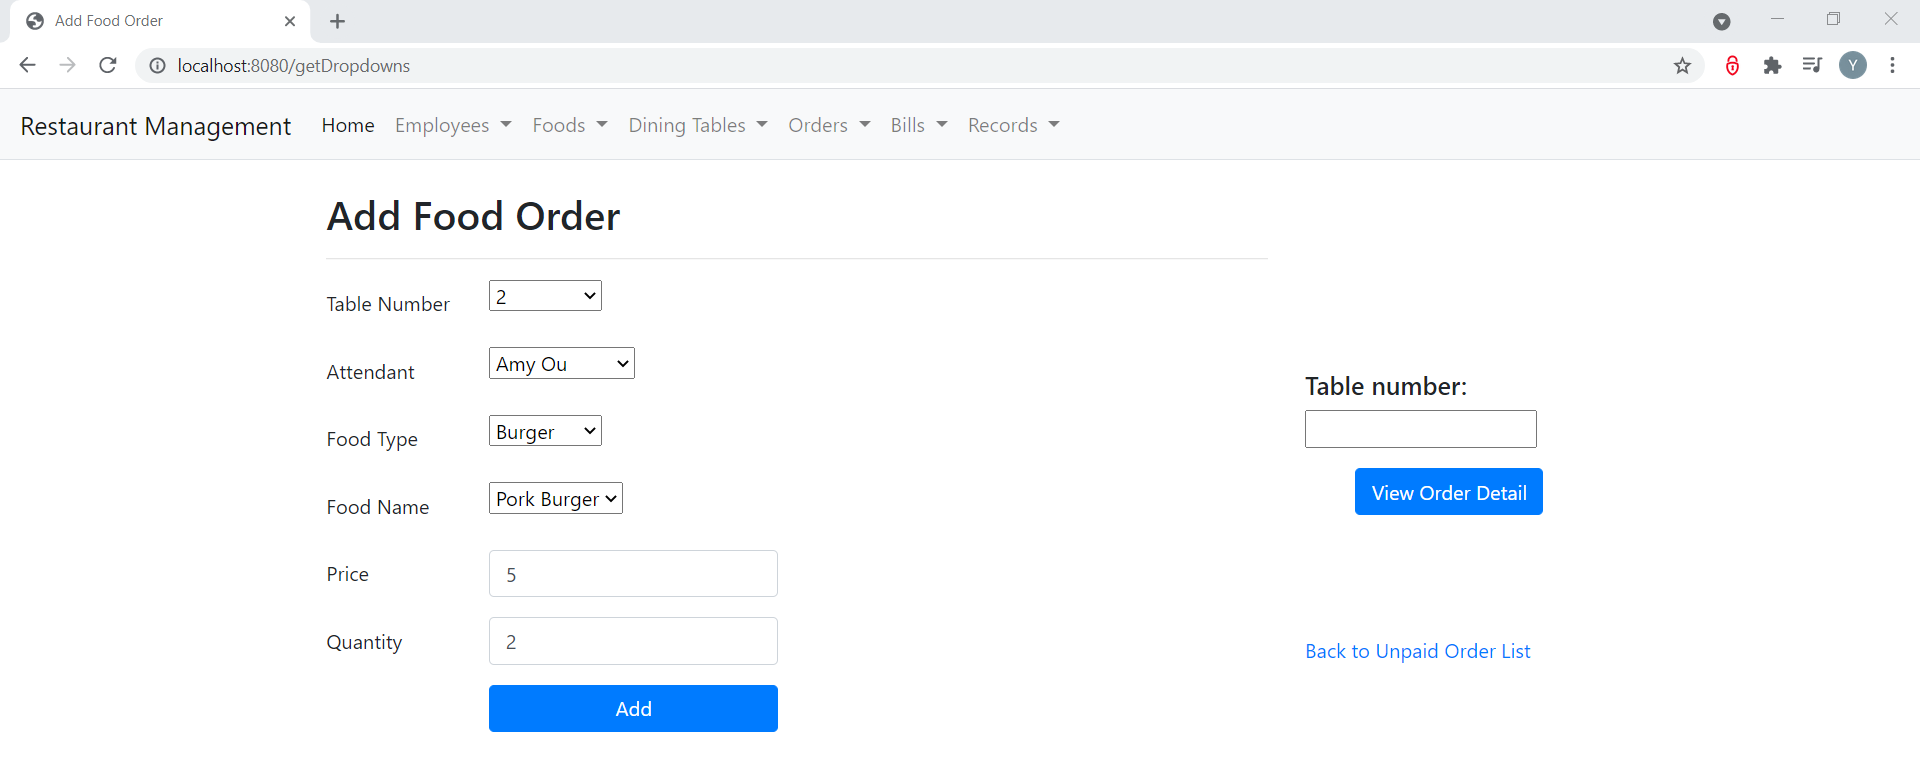 Add Food Order
localhost:8080/getDropdowns
Y
Restaurant Management Home Employees Foods Dining Tables Orders Bills Records
Add Food Order
Table Number 2
Attendant Amy Ou
Food Type Burger
Food Name Pork Burger
Price 5
Quantity 2
Add
Table number:
View Order Detail
Back to Unpaid Order List